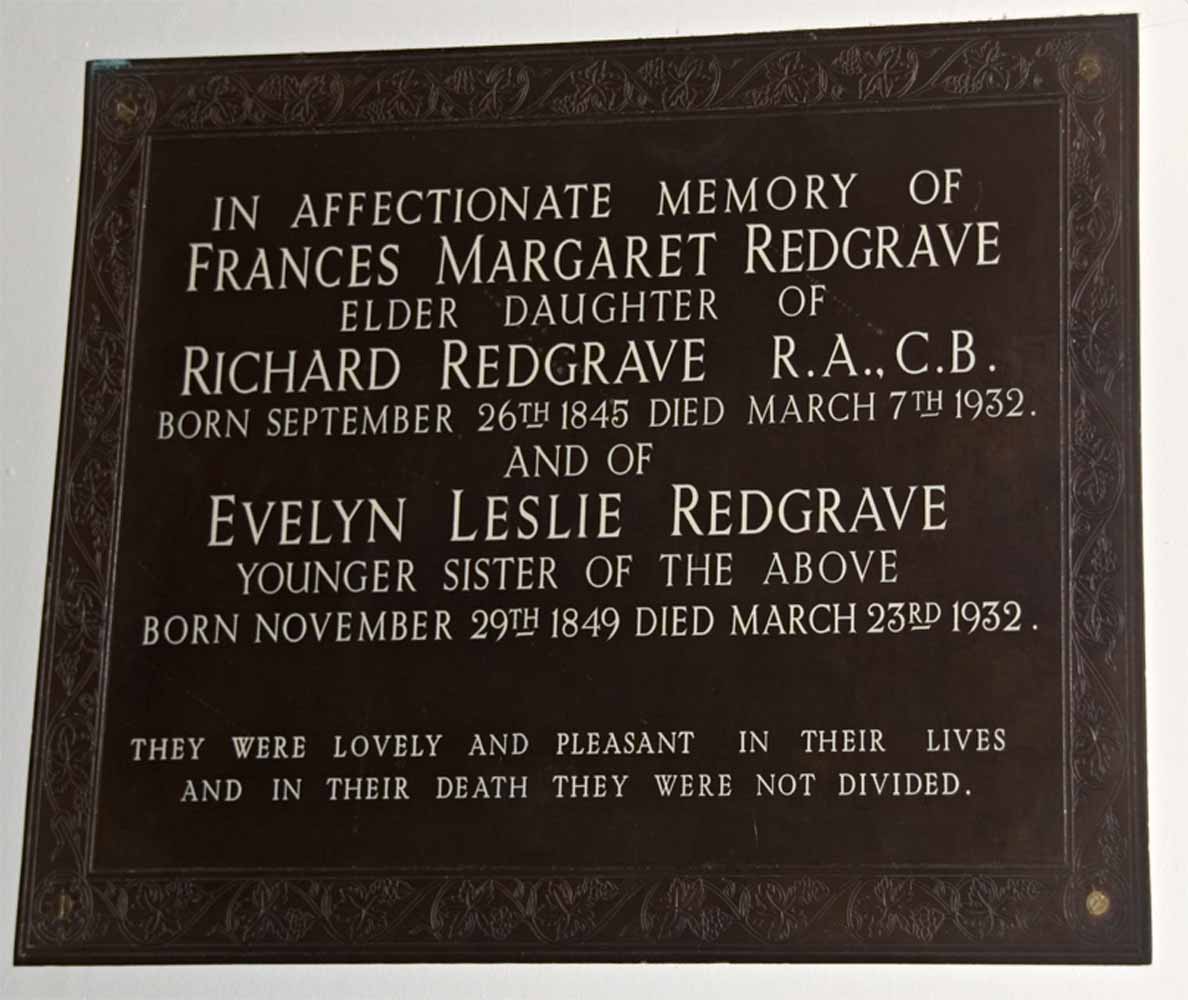 IN AFFECTIONATE MEMORY OF
FRANCES MARGARET REDGRAVE
ELDER DAUGHTER OF
RICHARD REDGRAVE R.A., C.B.
BORN SEPTEMBER 26TH 1845 DIED MARCH 7TH 1932.
AND OF
EVELYN LESLIE REDGRAVE
YOUNGER SISTER OF THE ABOVE
BORN NOVEMBER 29TH 1849 DIED MARCH 23RD 1932.
THEY WERE LOVELY AND PLEASANT IN THEIR LIVES
AND IN THEIR DEATH THEY WERE NOT DIVIDED.